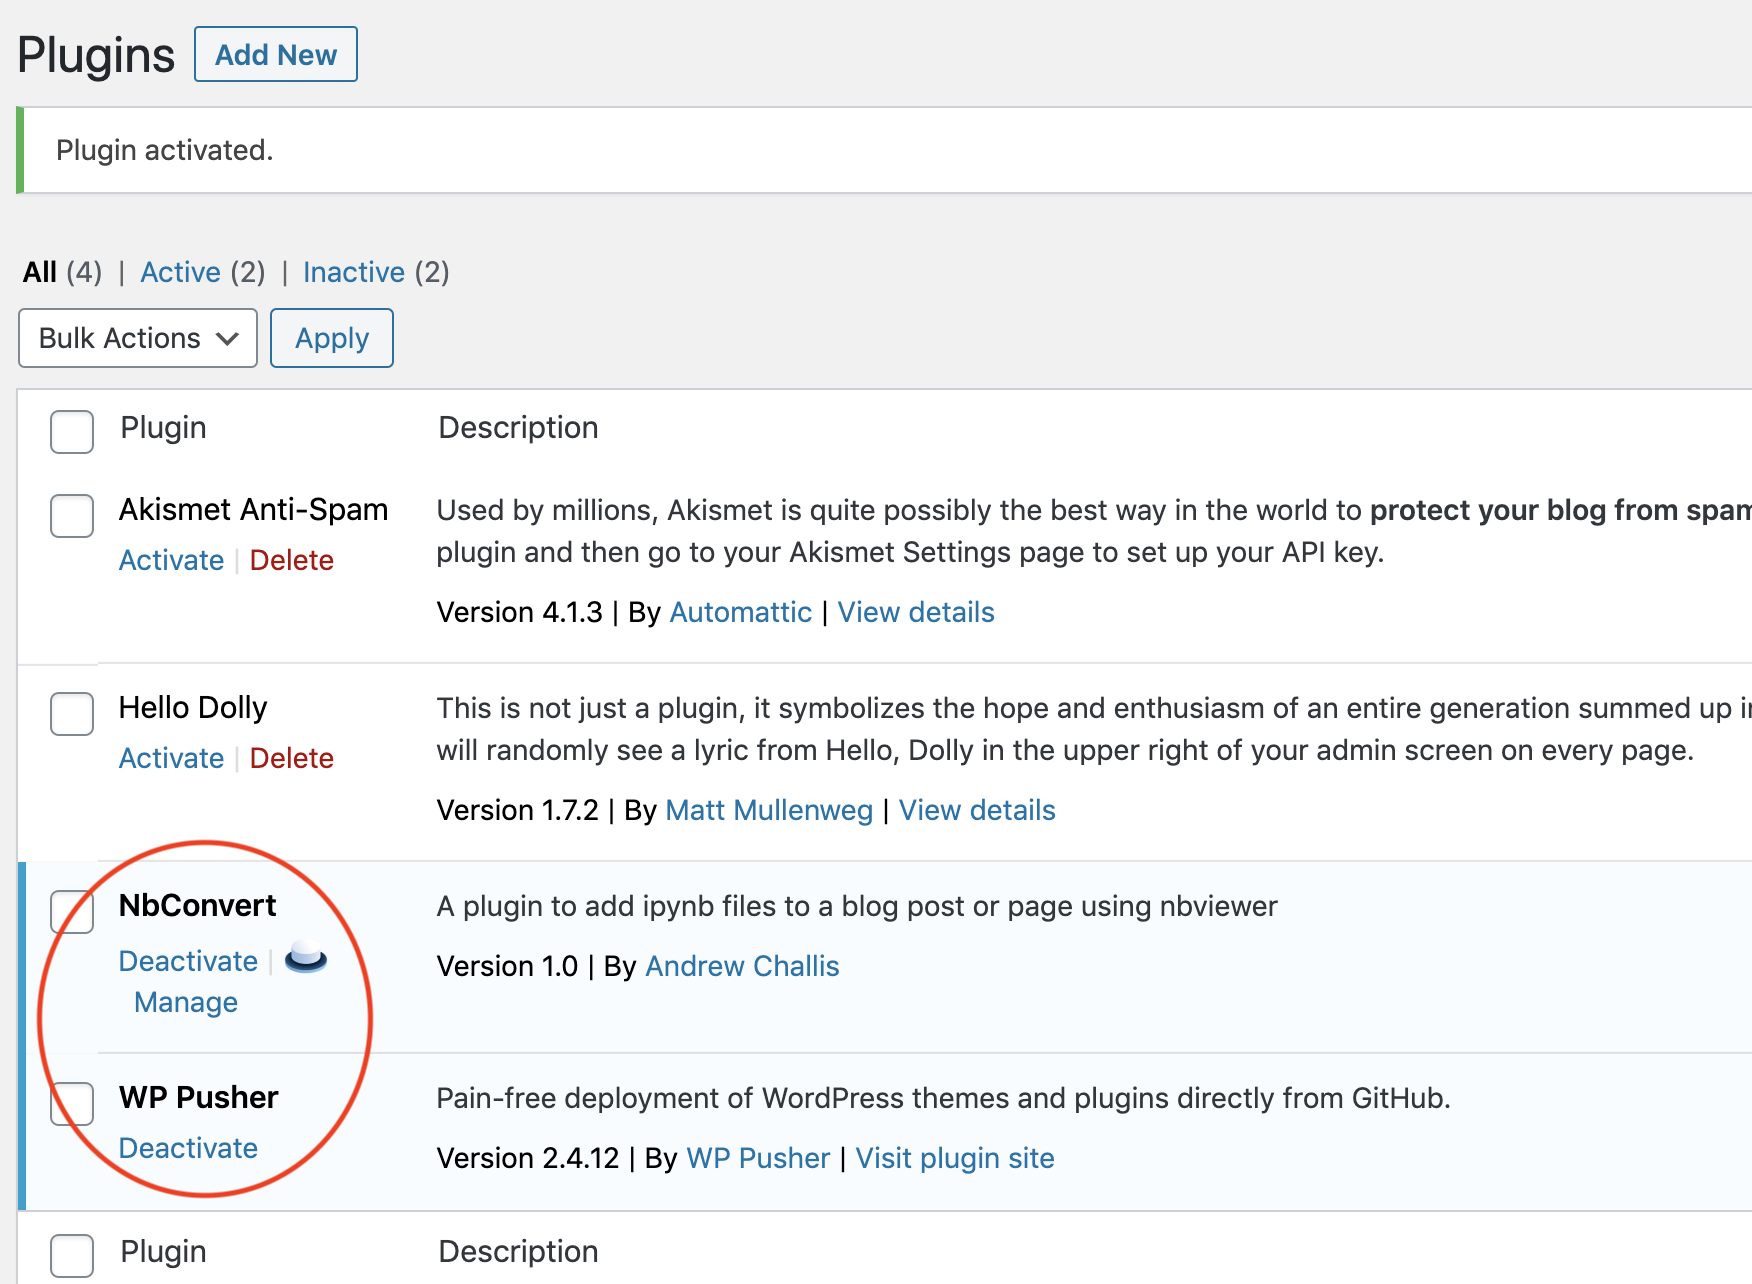 Plugins Add New
Plugin activated.
All (4) | Active (2) | Inactive (2)
Bulk Actions Apply
Plugin Description
Akismet Anti-Spam Used by millions, Akismet is quite possibly the best way in the world to protect your blog from spam
Activate | Delete plugin and then go to your Akismet Settings page to set up your API key.
Version 4.1.3 | By Automattic | View details
Hello Dolly This is not just a plugin, it symbolizes the hope and enthusiasm of an entire generation summed up
Activate | Delete will randomly see a lyric from Hello, Dolly in the upper right of your admin screen on every page.
Version 1.7.2 | By Matt Mullenweg | View details
NbConvert A plugin to add ipynb files to a blog post or page using nbviewer
Deactivate | Version 1.0 | By Andrew Challis
Manage
WP Pusher Pain-free deployment of WordPress themes and plugins directly from GitHub.
Deactivate Version 2.4.12 | By WP Pusher | Visit plugin site
Plugin Description